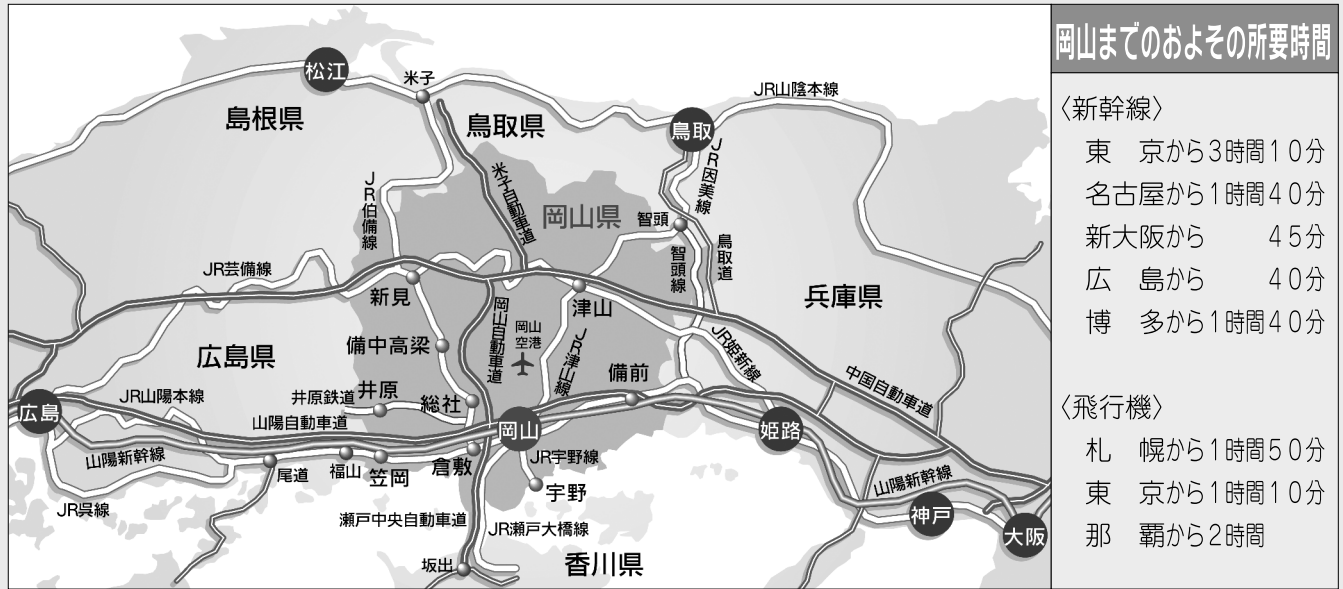 松江
米子
JR山陰本線
島根県
鳥取県
鳥取
JR因美線
JR伯備線
米子自動車道
岡山県
智頭
智頭線
鳥取道
JR芸備線
新見
岡山自動車道
岡山
空港
津山
兵庫県
備中高梁
JR津山線
JR姫新線
広島県
備前
中国自動車道
井原鉄道
井原
総社
JR山陽本線
広島
山陽自動車道
岡山
姫路
山陽新幹線
尾道
福山
笠岡
倉敷
JR宇野線
宇野
山陽新幹線
JR呉線
瀬戸中央自動車道
JR瀬戸大橋線
神戸
大阪
坂出
香川県
岡山までのおよその所要時間
〈新幹線〉
東　京から3時間10分
名古屋から1時間40分
新大阪から　　45分
広　島から　　40分
博　多から1時間40分
〈飛行機〉
札　幌から1時間50分
東　京から1時間10分
那　覇から2時間